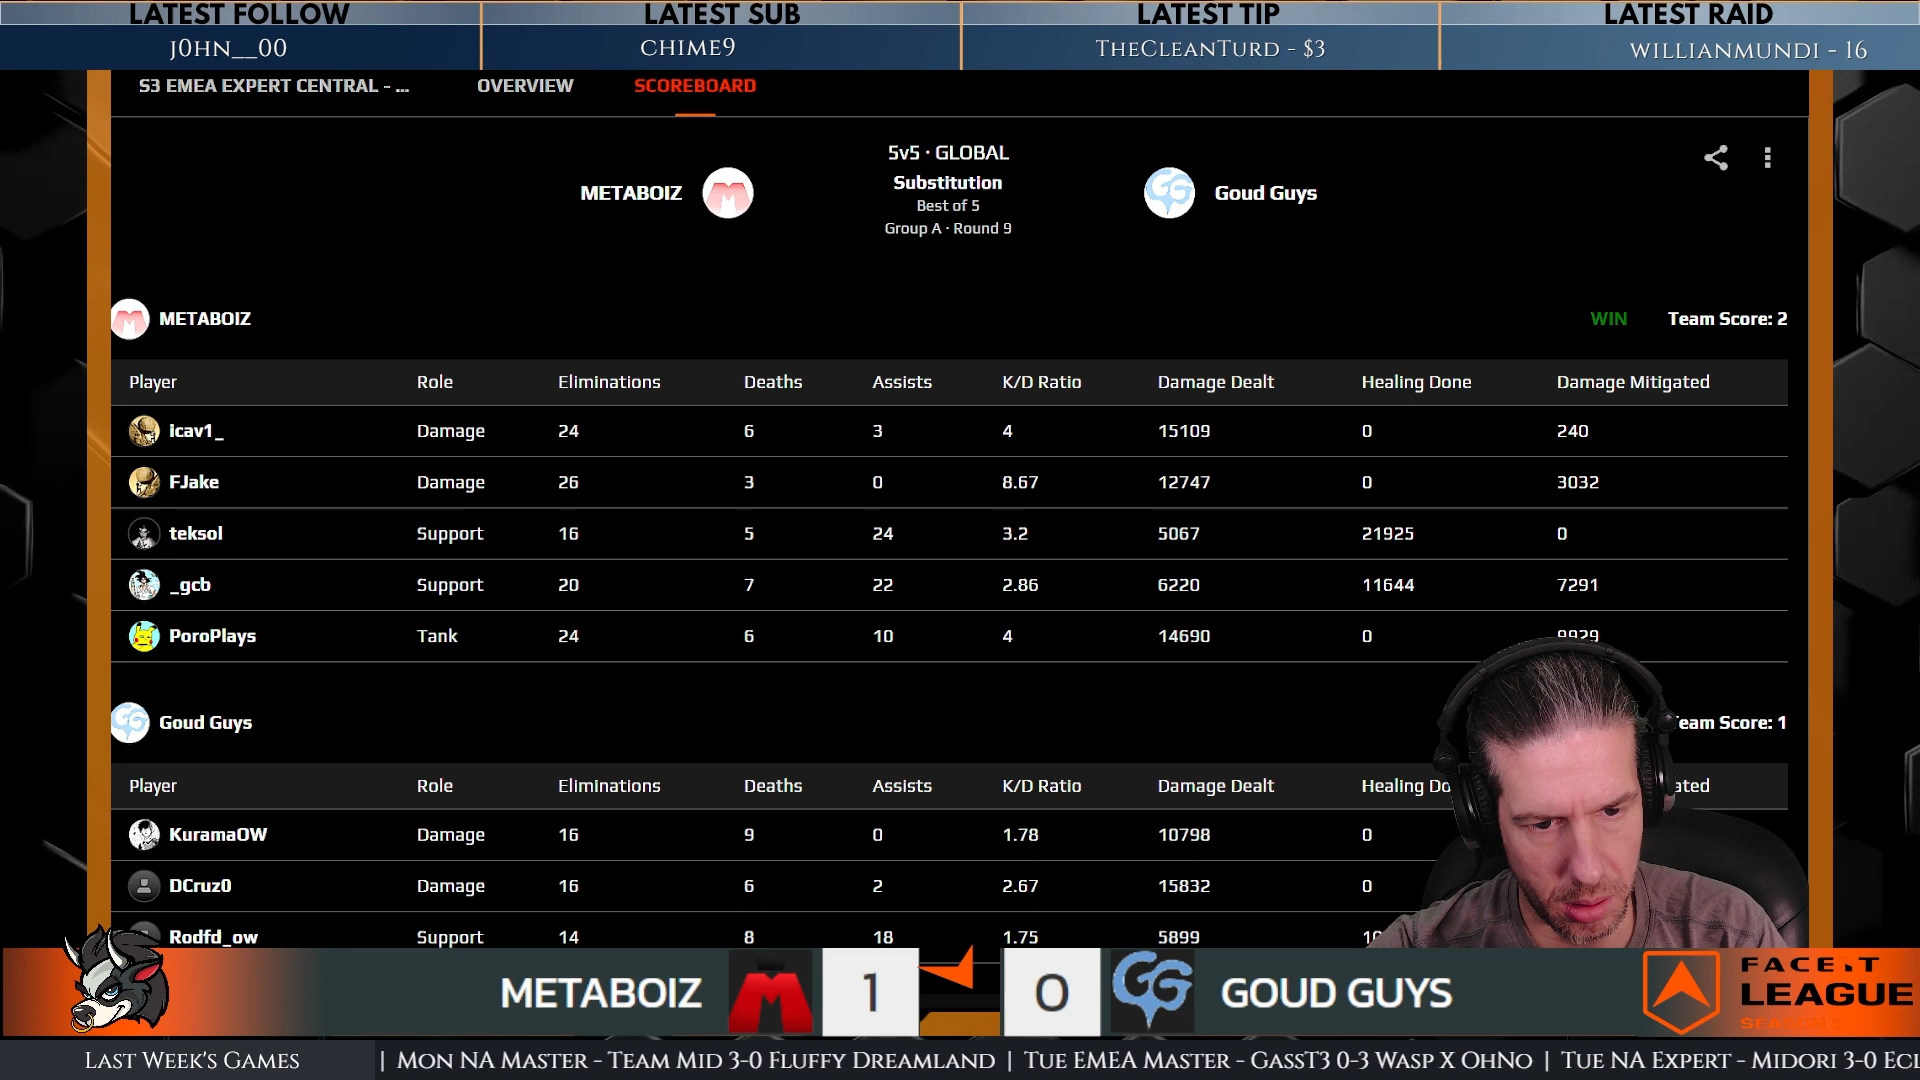 LATEST FOLLOW LATEST SUB LATEST TIP LATEST RAID
J0HN__00 CHIME9 THECLEANTURD - $3 WILLIANMUNDI - 16
S3 EMEA EXPERT CENTRAL - ... OVERVIEW SCOREBOARD
5v5 · GLOBAL
METABOIZ Substitution Goud Guys
Best of 5
Group A · Round 9
METABOIZ WIN Team Score: 2
Player Role Eliminations Deaths Assists K/D Ratio Damage Dealt Healing Done Damage Mitigated
icav1_ Damage 24 6 3 4 15109 0 240
FJake Damage 26 3 0 8.67 12747 0 3032
teksol Support 16 5 24 3.2 5067 21925 0
_gcb Support 20 7 22 2.86 6220 11644 7291
PoroPlays Tank 24 6 10 4 14690 0
Goud Guys Team Score: 1
Player Role Eliminations Deaths Assists K/D Ratio Damage Dealt Healing
KuramaOW Damage 16 9 0 1.78 10798 0
DCruz0 Damage 16 6 2 2.67 15832 0
Rodfd_ow Support 14 8 18 1.75 5899
METABOIZ 1 0 GOUD GUYS
FACEIT
LEAGUE
LAST WEEK'S GAMES | MON NA MASTER - TEAM MID 3-0 FLUFFY DREAMLAND | TUE EMEA MASTER - GASST3 0-3 WASP X OHNO | TUE NA EXPERT - MIDORI 3-0 ECL